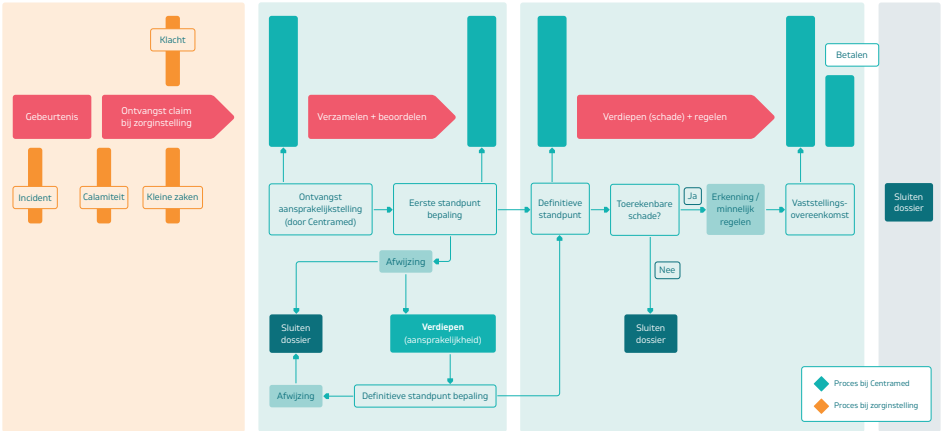 Klacht
Gebeurtenis
Ontvangst claim
bij zorginstelling
Incident
Calamiteit
Kleine zaken
Verzamelen + beoordelen
Ontvangst
aansprakelijkstelling
(door Centramed)
Eerste standpunt
bepaling
Afwijzing
Sluiten
dossier
Verdiepen
(aansprakelijkheid)
Afwijzing
Definitieve standpunt bepaling
Verdiepen (schade) + regelen
Betalen
Definitieve
standpunt
Toerekenbare
schade?
Ja
Erkenning /
minnelijk
regelen
Vaststellings-
overeenkomst
Nee
Sluiten
dossier
Sluiten /
dossier
Proces bij Centramed
Proces bij zorginstelling